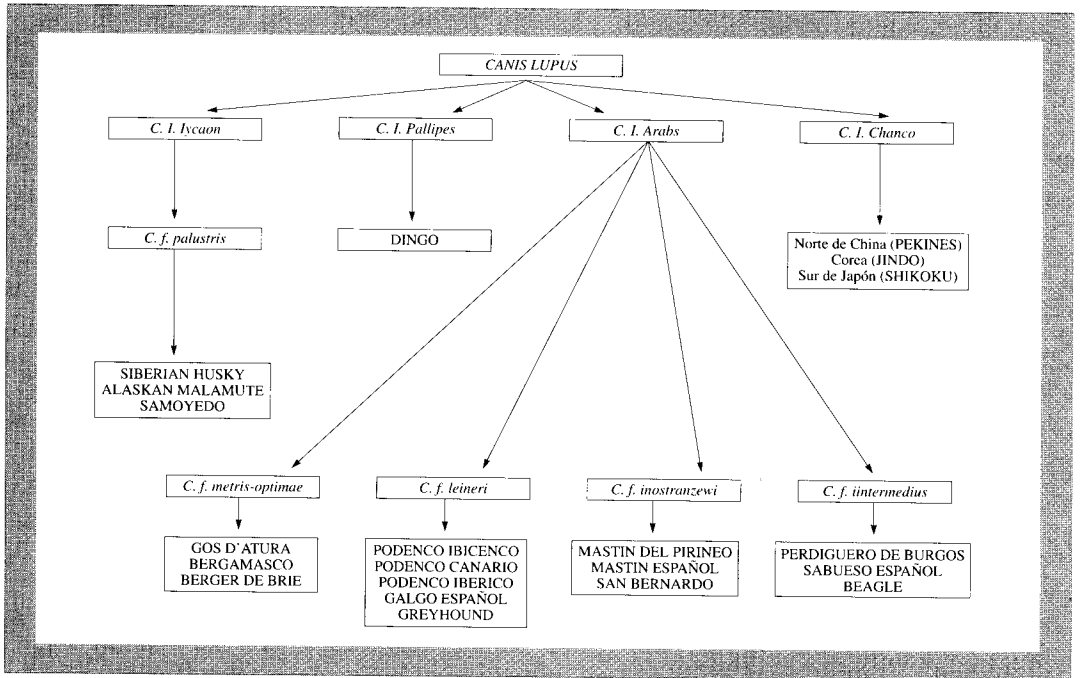 CANIS LUPUS
C. I. Iycaon
C. I. Pallipes
C. I. Arabs
C. I. Chanco
C. f. palustris
DINGO
Norte de China (PEKINES)
Corea (JINDO)
Sur de Japón (SHIKOKU)
SIBERIAN HUSKY
ALASKAN MALAMUTE
SAMOYEDO
C. f. metris-optimae
C. f. leineri
C. f. inostranzewi
C. f. iintermedius
GOS D'ATURA
BERGAMASCO
BERGER DE BRIE
PODENCO IBICENCO
PODENCO CANARIO
PODENCO IBERICO
GALGO ESPAÑOL
GREYHOUND
MASTIN DEL PIRINEO
MASTIN ESPAÑOL
SAN BERNARDO
PERDIGUERO DE BURGOS
SABUESO ESPAÑOL
BEAGLE